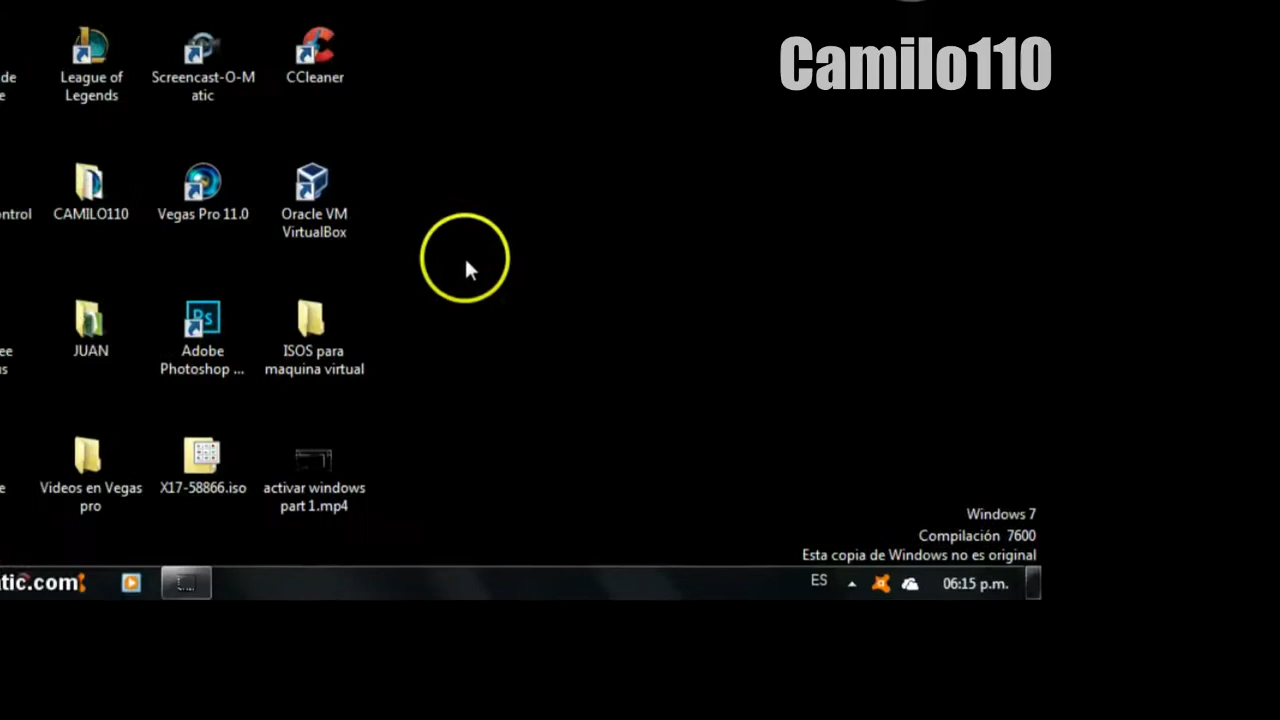 Camilo110
de
e
League of
Legends
Screencast-O-M
atic
CCleaner
ontrol
CAMILO110
Vegas Pro 11.0
Oracle VM
VirtualBox
ee
us
JUAN
Ps
Adobe
Photoshop ...
ISOS para
maquina virtual
e
Videos en Vegas
pro
X17-58866.iso
activar windows
part 1.mp4
Windows 7
Compilación 7600
Esta copia de Windows no es original
tic.com
ES
06:15 p.m.